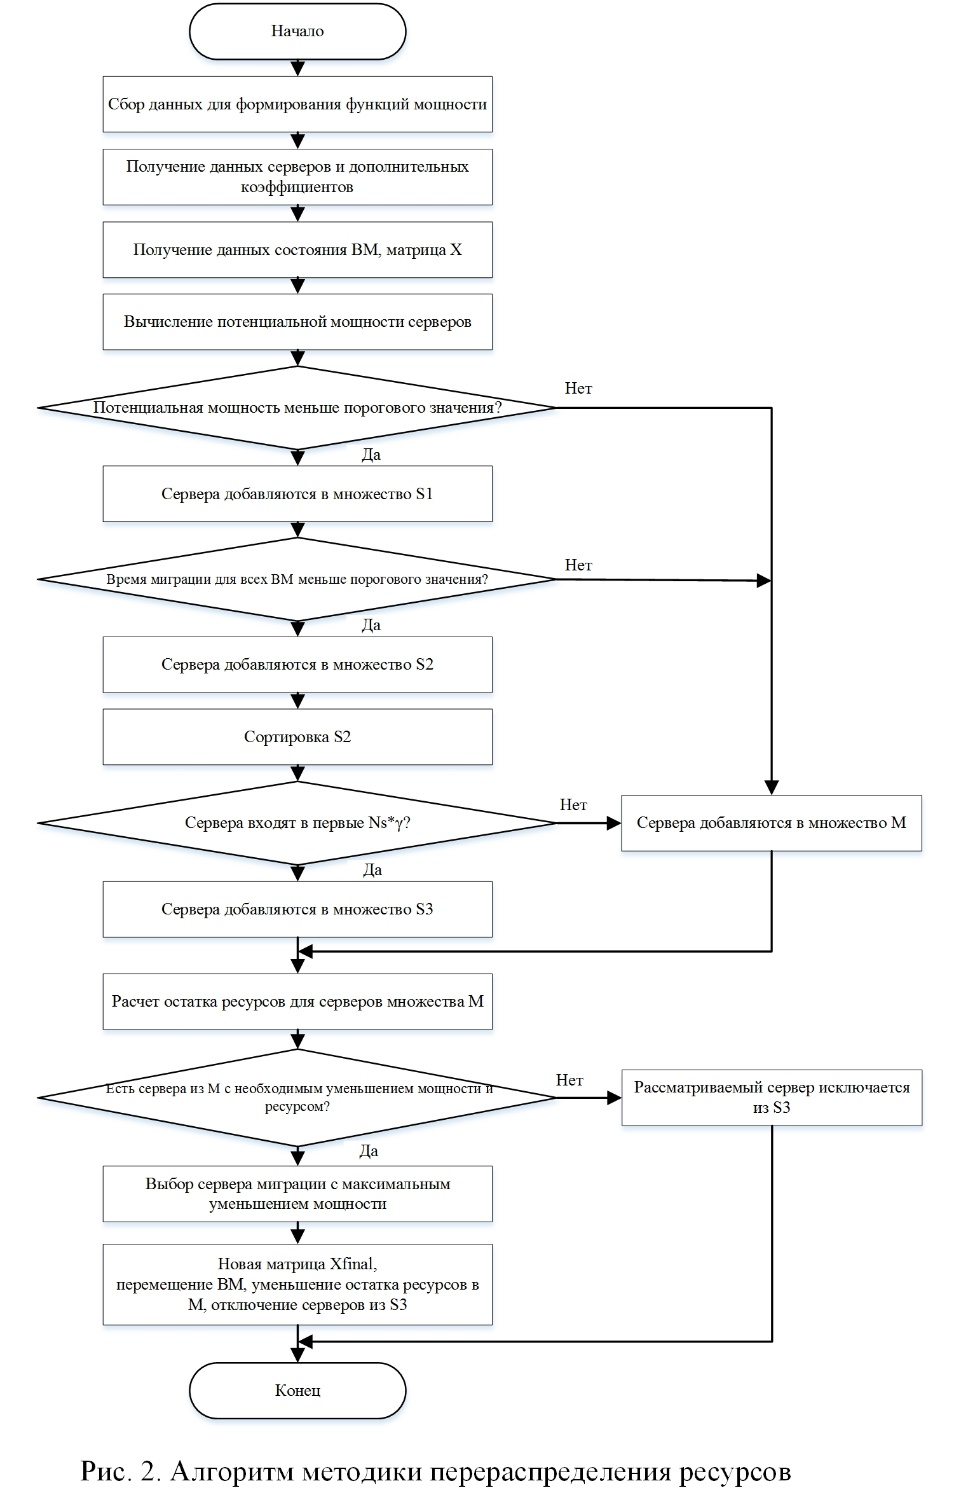 Начало
Сбор данных для формирования функций мощности
Получение данных серверов и дополнительных
коэффициентов
Получение данных состояния ВМ, матрица X
Вычисление потенциальной мощности серверов
Потенциальная мощность меньше порогового значения?
Нет
Да
Сервера добавляются в множество S1
Время миграции для всех ВМ меньше порогового значения?
Нет
Да
Сервера добавляются в множество S2
Сортировка S2
Сервера входят в первые Ns*γ?
Нет
Сервера добавляются в множество М
Да
Сервера добавляются в множество S3
Расчет остатка ресурсов для серверов множества М
Есть сервера из М с необходимым уменьшением мощности и
ресурсом?
Нет
Рассматриваемый сервер исключается
из S3
Да
Выбор сервера миграции с максимальным
уменьшением мощности
Новая матрица Xfinal,
перемещение ВМ, уменьшение остатка ресурсов в
М, отключение серверов из S3
Конец
Рис. 2. Алгоритм методики перераспределения ресурсов